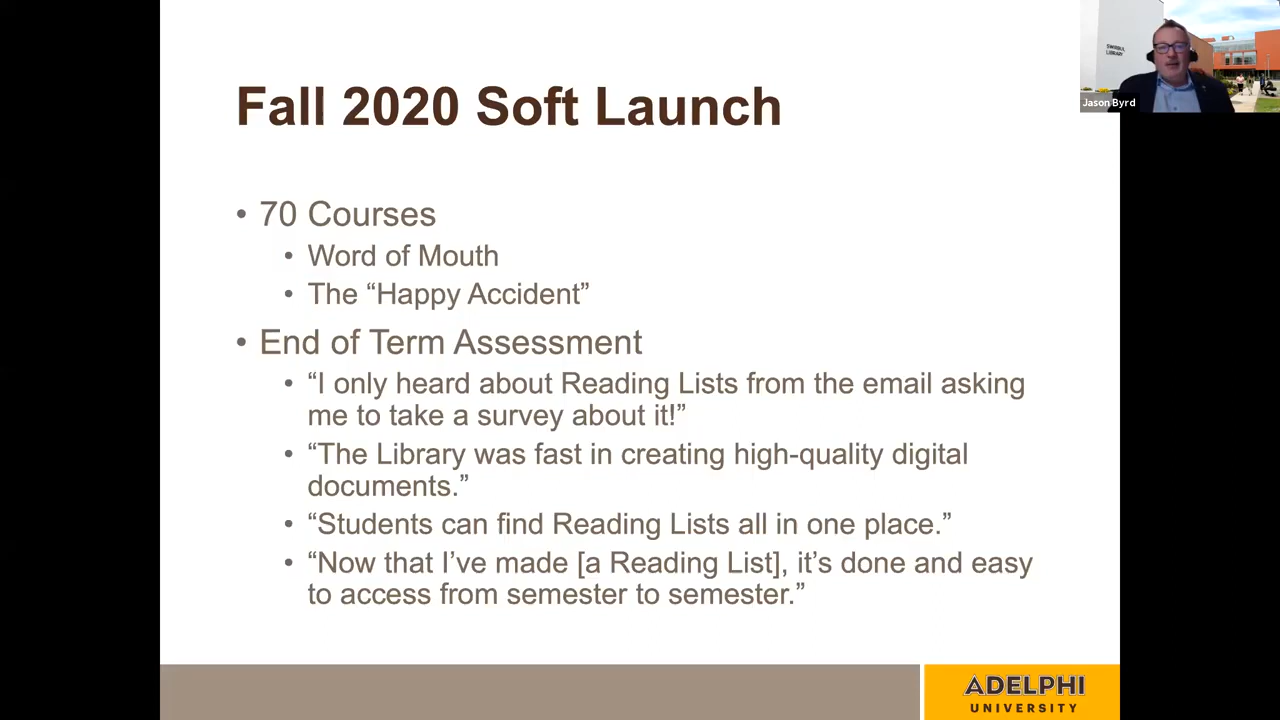 Fall 2020 Soft Launch
• 70 Courses
• Word of Mouth
• The “Happy Accident”
• End of Term Assessment
• “I only heard about Reading Lists from the email asking
me to take a survey about it!”
• “The Library was fast in creating high-quality digital
documents.”
• “Students can find Reading Lists all in one place.”
• “Now that I’ve made [a Reading List], it’s done and easy
to access from semester to semester.”
SWIRBUL
LIBRARY
Jason Byrd
ADELPHI
UNIVERSITY